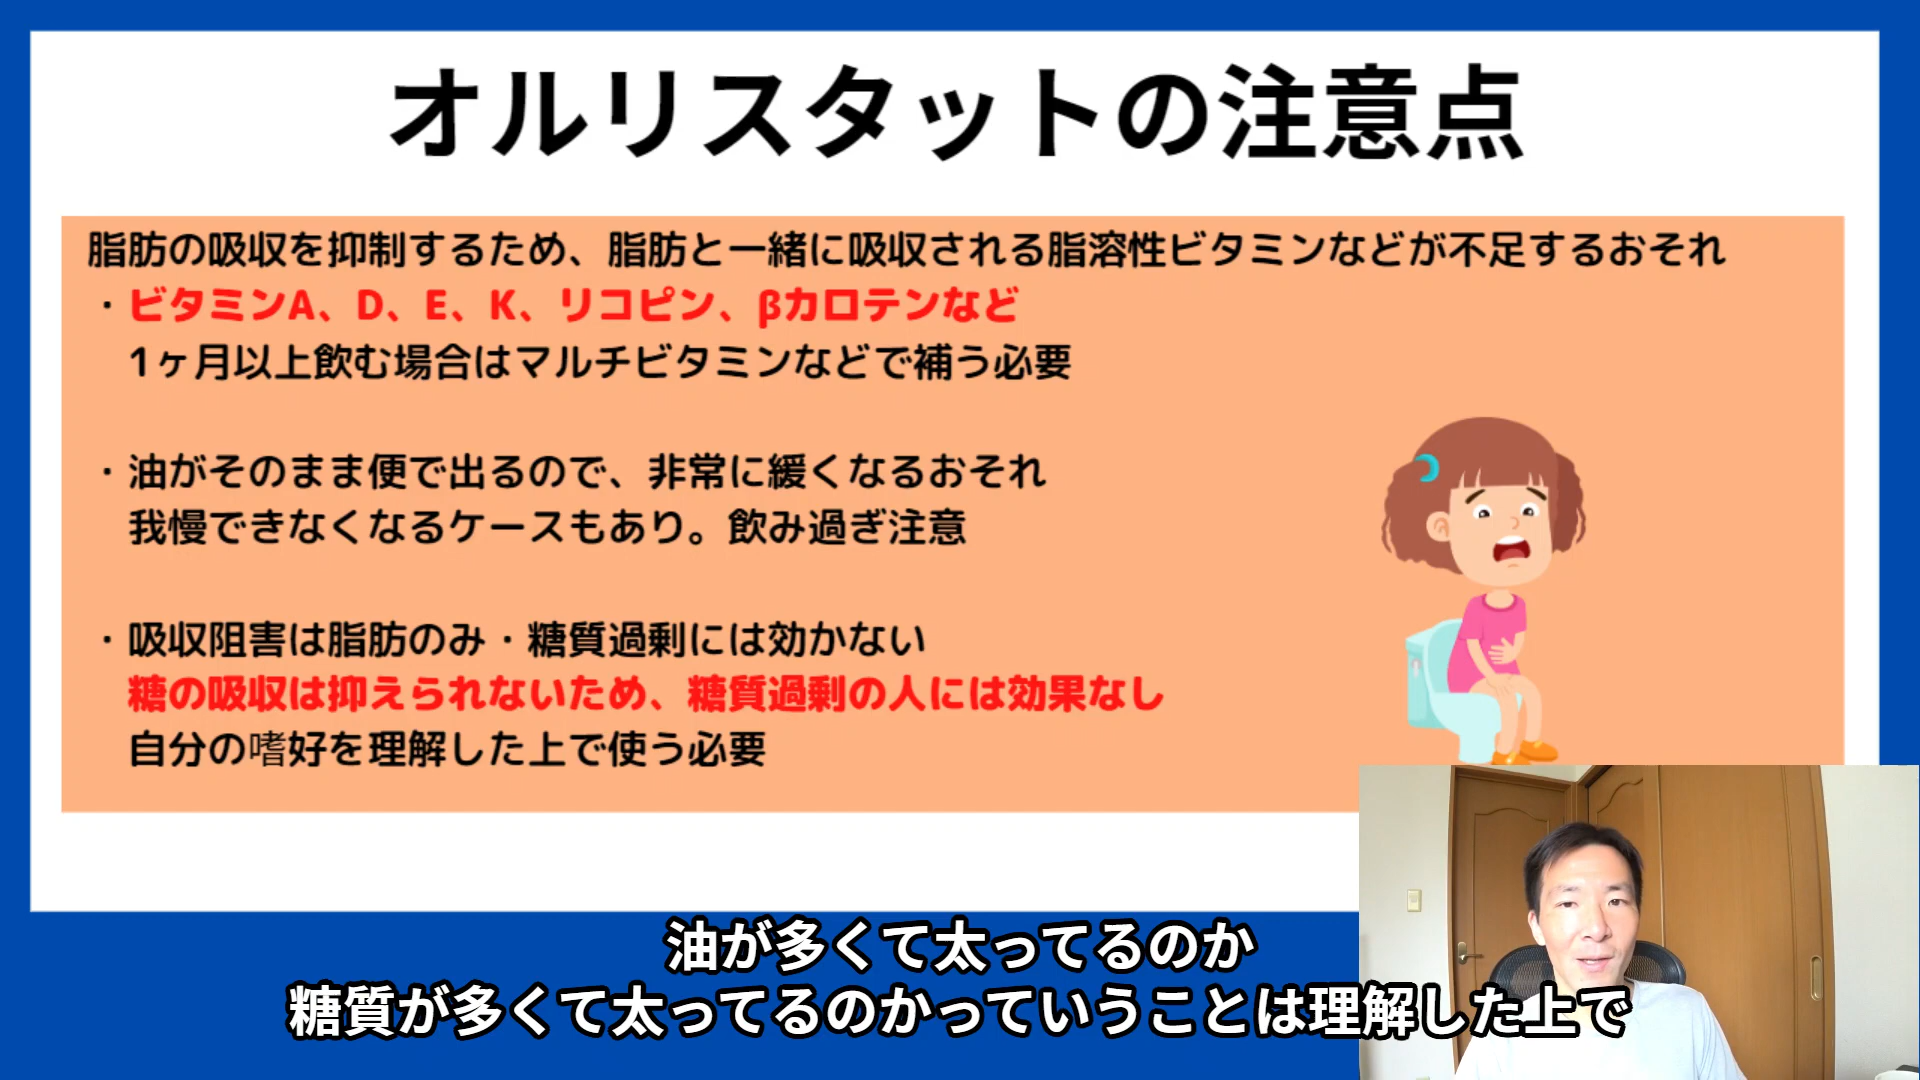 オルリスタットの注意点
脂肪の吸収を抑制するため、脂肪と一緒に吸収される脂溶性ビタミンなどが不足するおそれ
・ビタミンA、D、E、K、リコピン、βカロテンなど
1ヶ月以上飲む場合はマルチビタミンなどで補う必要
・油がそのまま便で出るので、非常に緩くなるおそれ
我慢できなくなるケースもあり。飲み過ぎ注意
・吸収阻害は脂肪のみ・糖質過剰には効かない
糖の吸収は抑えられないため、糖質過剰の人には効果なし
自分の嗜好を理解した上で使う必要
油が多くて太ってるのか
糖質が多くて太ってるのかっていうことは理解した上で